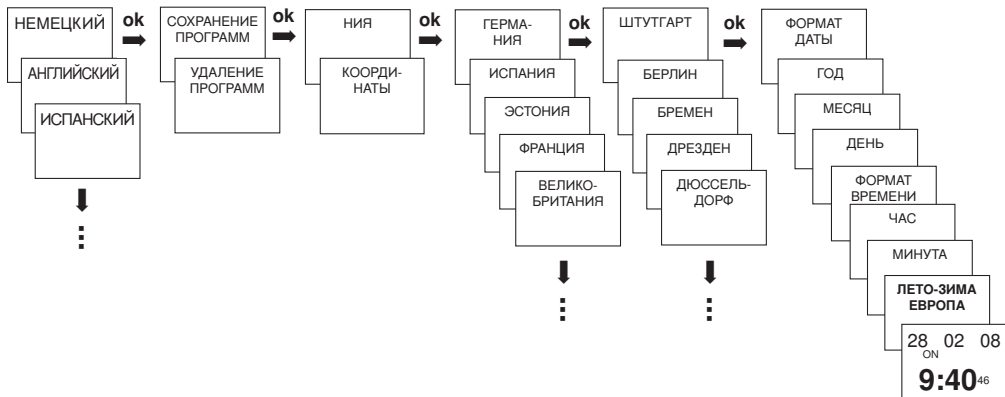 НЕМЕЦКИЙ
АНГЛИЙСКИЙ
ИСПАНСКИЙ
ok
СОХРАНЕНИЕ
ПРОГРАММ
УДАЛЕНИЕ
ПРОГРАММ
ok
НИЯ
КООРДИ-
НАТЫ
ok
ГЕРМА-
НИЯ
ИСПАНИЯ
ЭСТОНИЯ
ФРАНЦИЯ
ВЕЛИКО-
БРИТАНИЯ
ok
ШТУТГАРТ
БЕРЛИН
БРЕМЕН
ДРЕЗДЕН
ДЮССЕЛЬ-
ДОРФ
ok
ФОРМАТ
ДАТЫ
ГОД
МЕСЯЦ
ДЕНЬ
ФОРМАТ
ВРЕМЕНИ
ЧАС
МИНУТА
ЛЕТО-ЗИМА
ЕВРОПА
28 02 08
ON
9:40 46